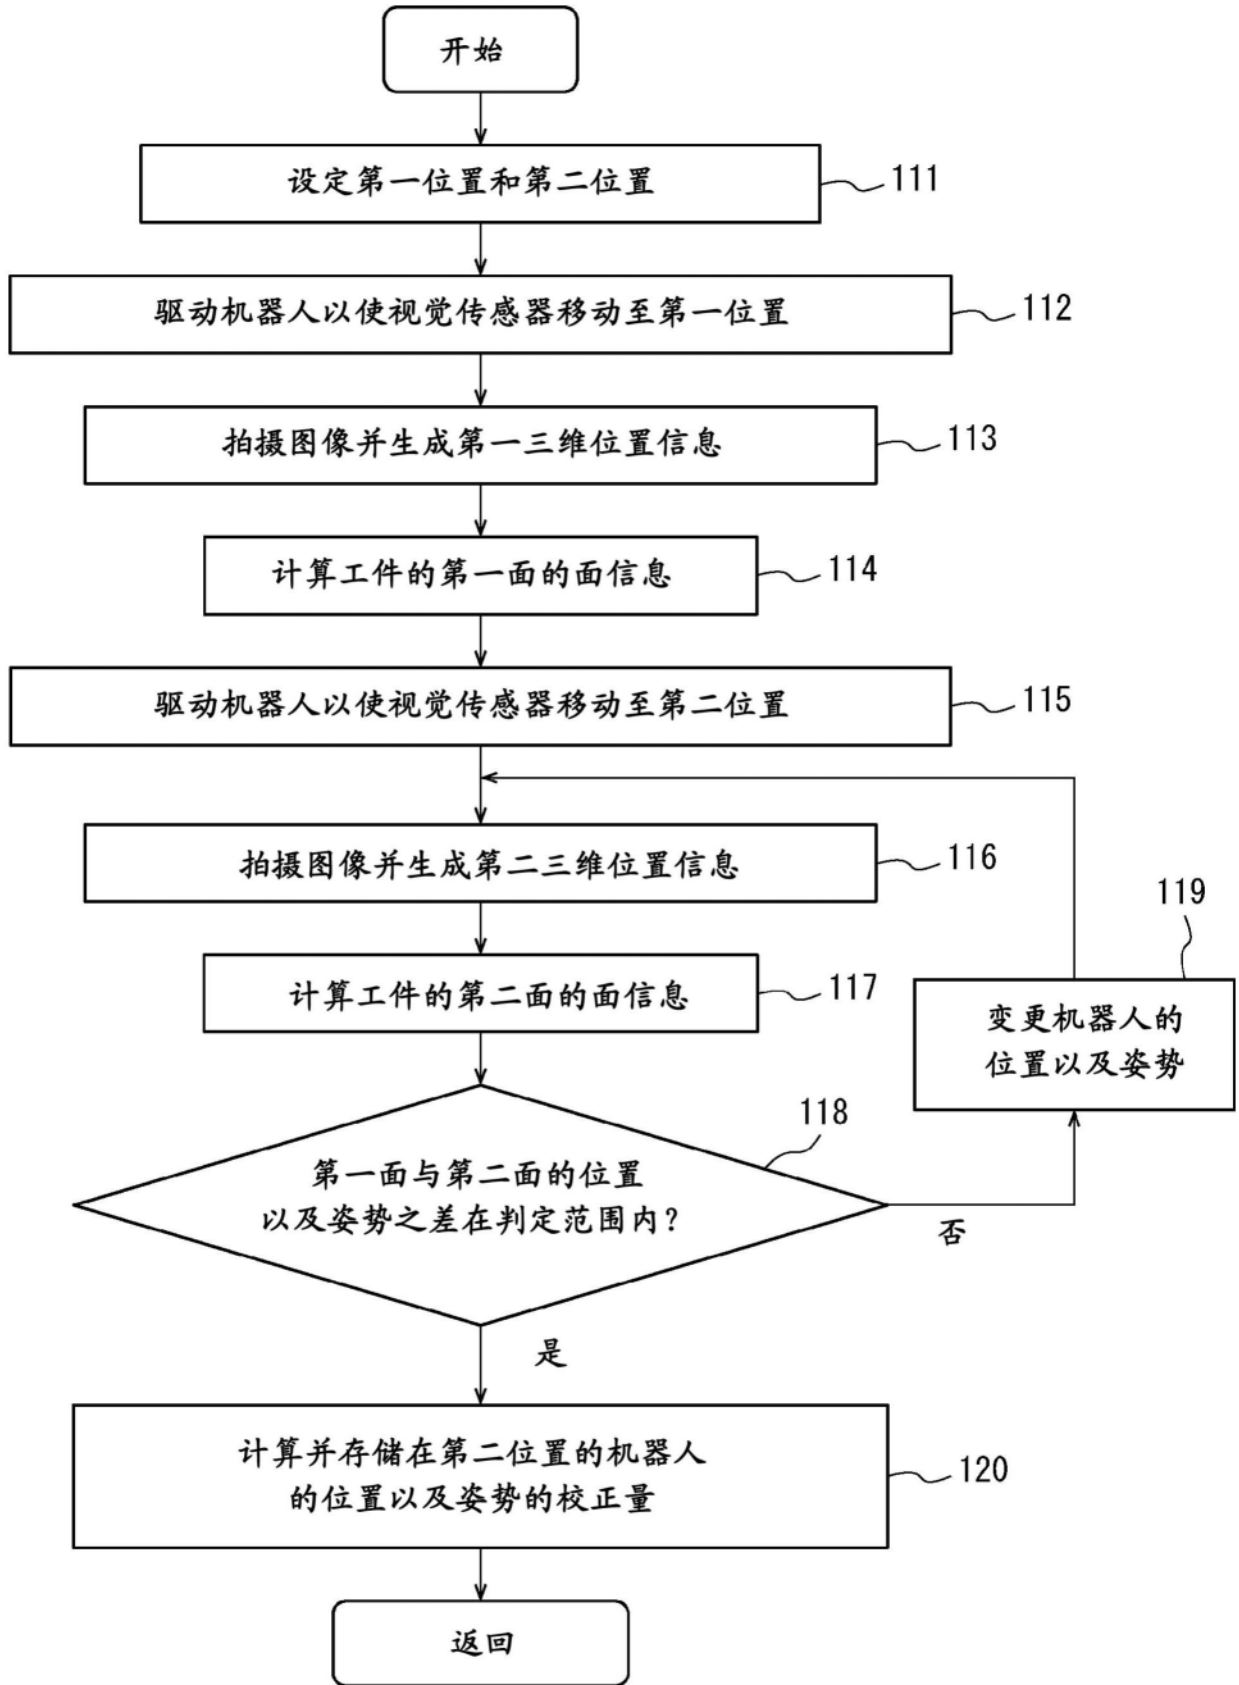 开始
设定第一位置和第二位置
111
驱动机器人以使视觉传感器移动至第一位置
112
拍摄图像并生成第一三维位置信息
113
计算工件的第一面的面信息
114
驱动机器人以使视觉传感器移动至第二位置
115
拍摄图像并生成第二三维位置信息
116
计算工件的第二面的面信息
117
119
变更机器人的
位置以及姿势
118
第一面与第二面的位置
以及姿势之差在判定范围内?
否
是
计算并存储在第二位置的机器人
的位置以及姿势的校正量
120
返回